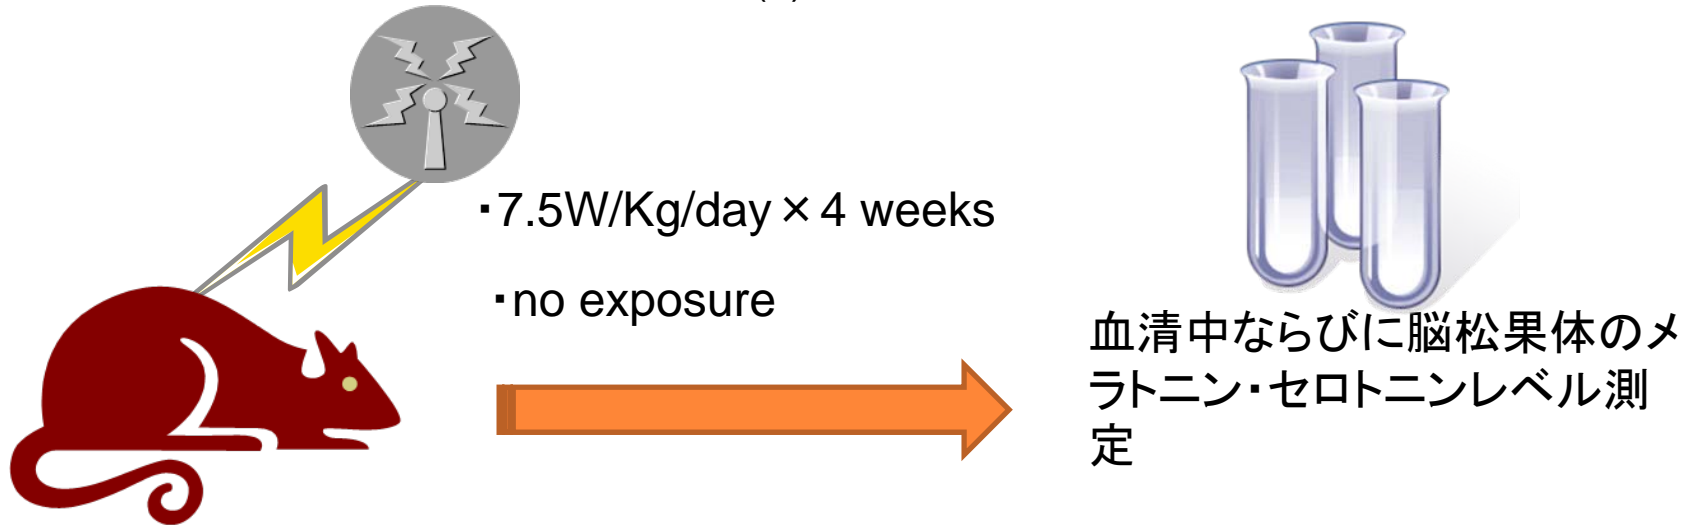 ・7.5W/Kg/day×4 weeks
・no exposure
血清中ならびに脳松果体のメ
ラトニン・セロトニンレベル測
定